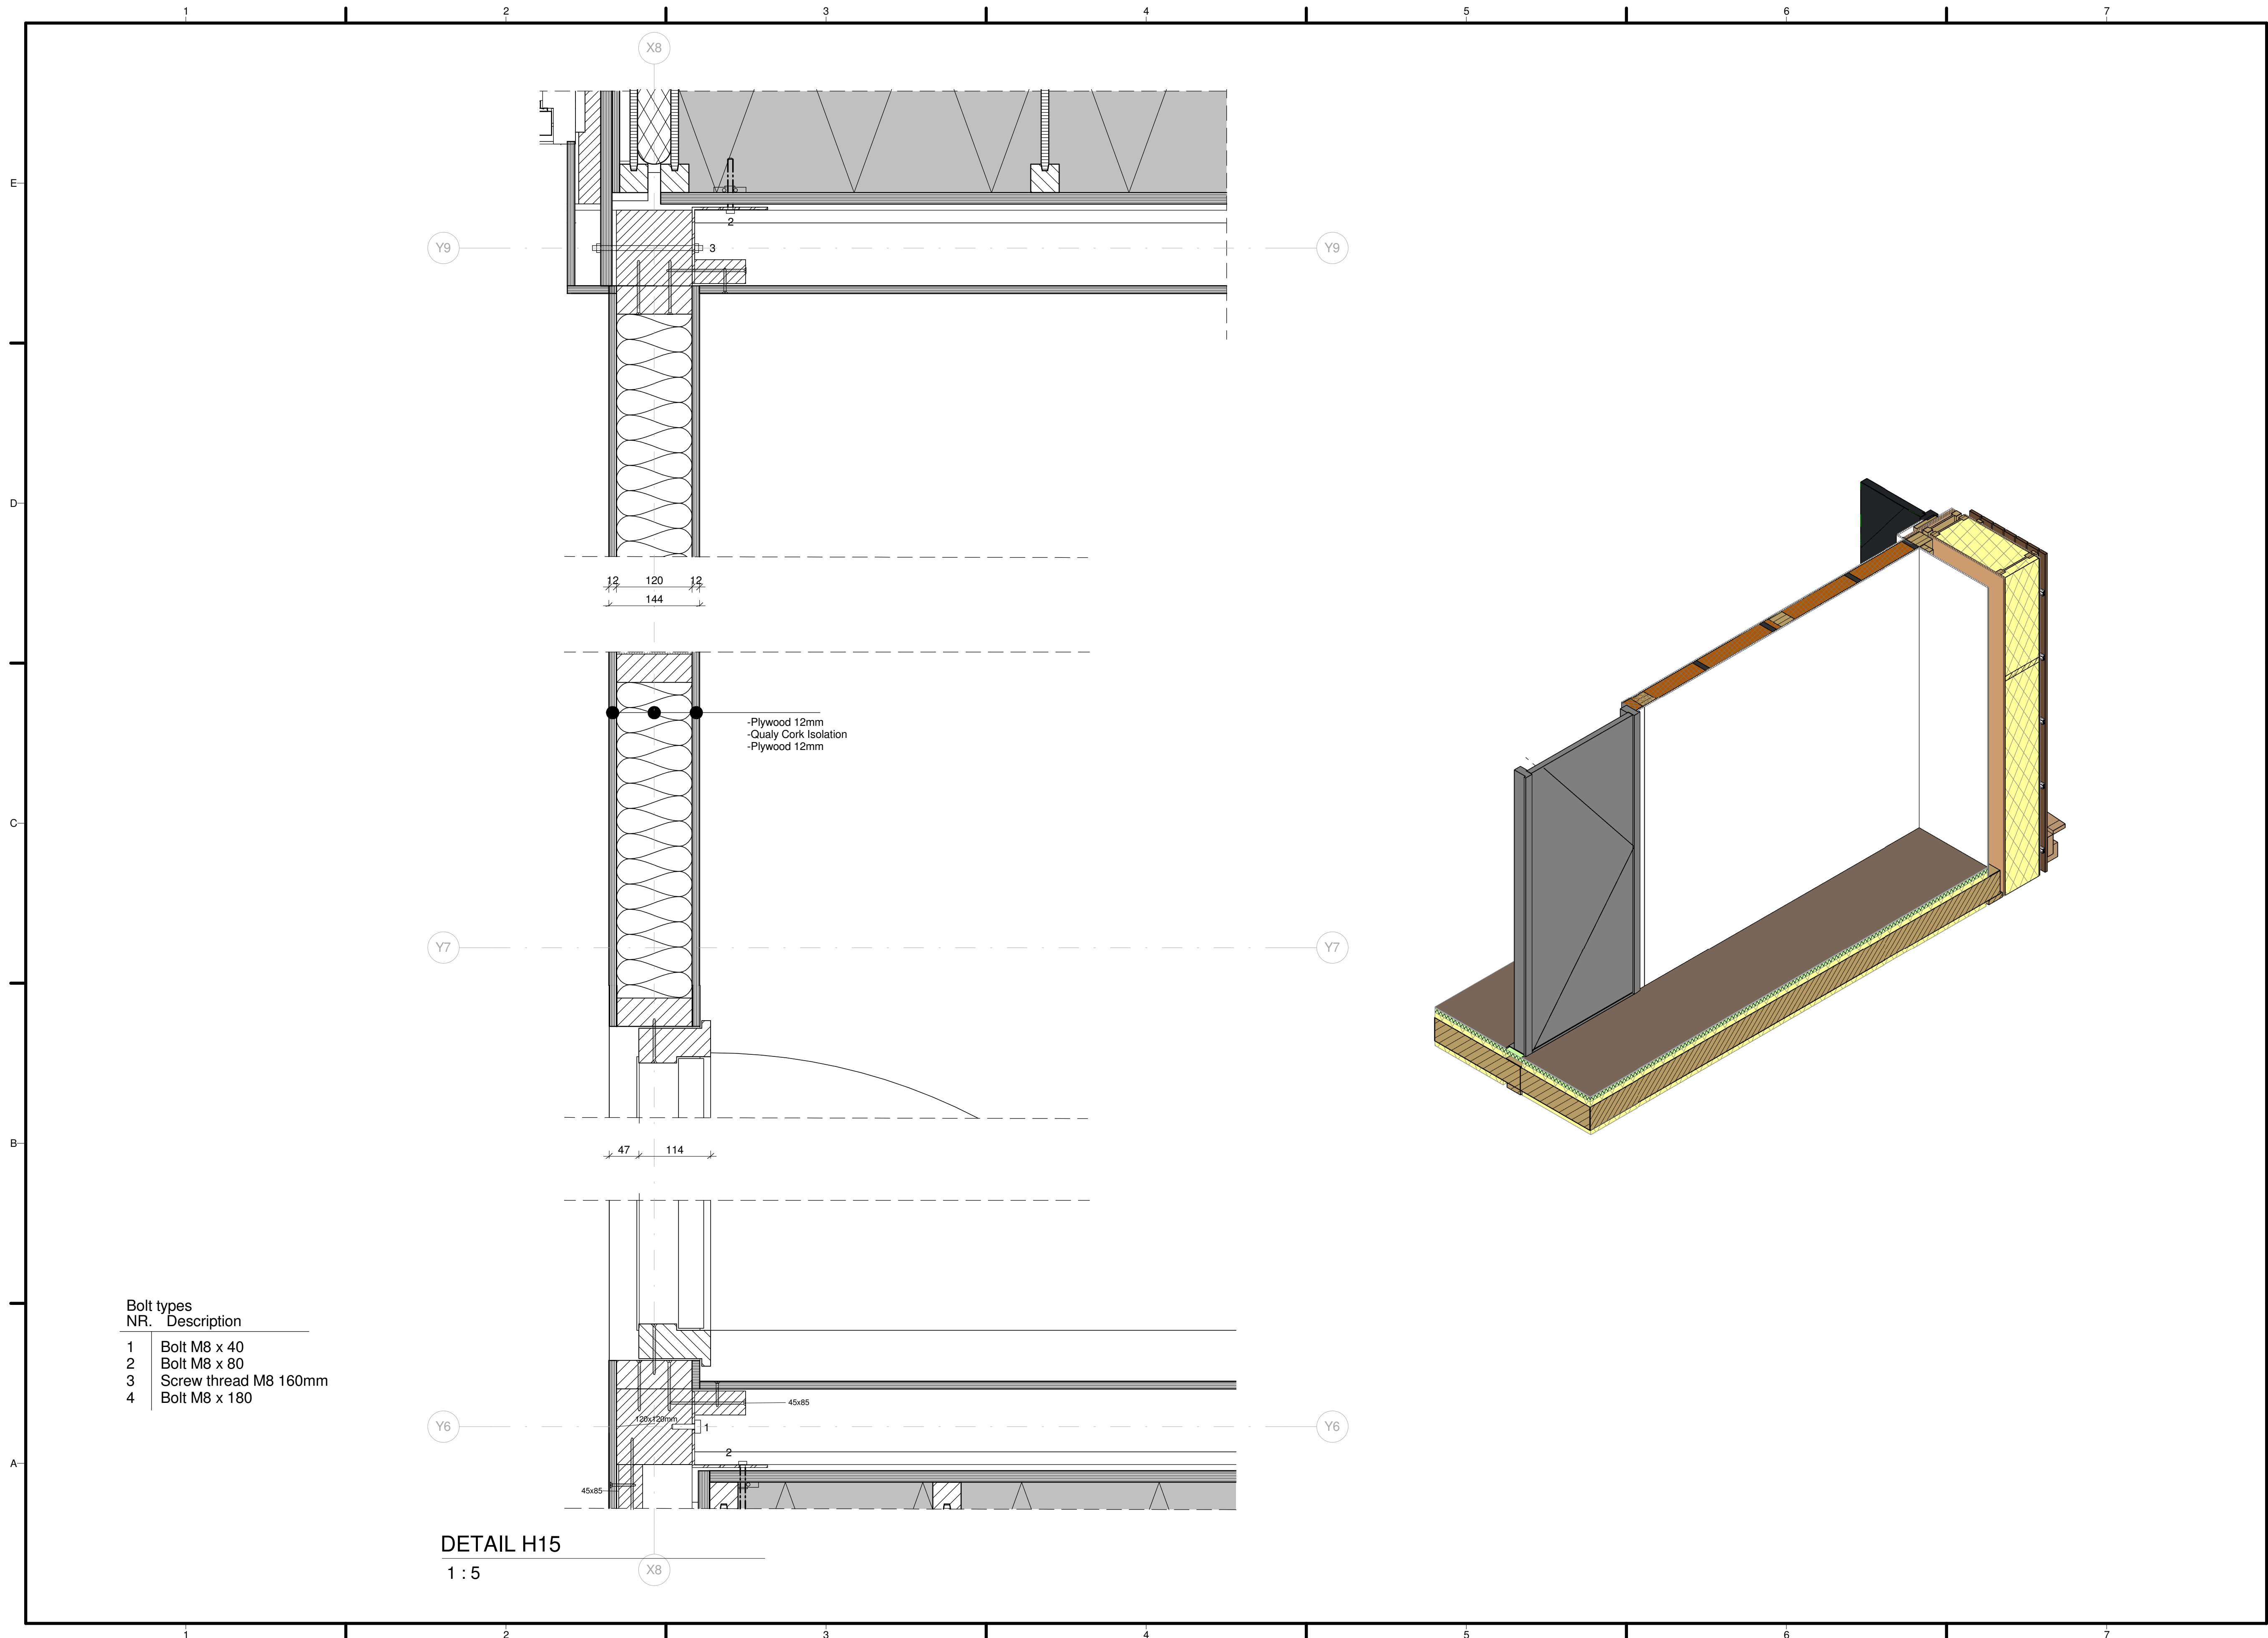 1 2 3 4 5 6 7
X8
E
2
Y9 3 Y9
D
12 120 12
144
-Plywood 12mm
-Qualy Cork Isolation
-Plywood 12mm
C
Y7 Y7
B
47 114
Bolt types
NR. Description
1 Bolt M8 x 40
2 Bolt M8 x 80
3 Screw thread M8 160mm
4 Bolt M8 x 180
45x85
120x120mm
Y6 1 Y6
2
A
45x85
DETAIL H15
1 : 5
X8
1 2 3 4 5 6 7